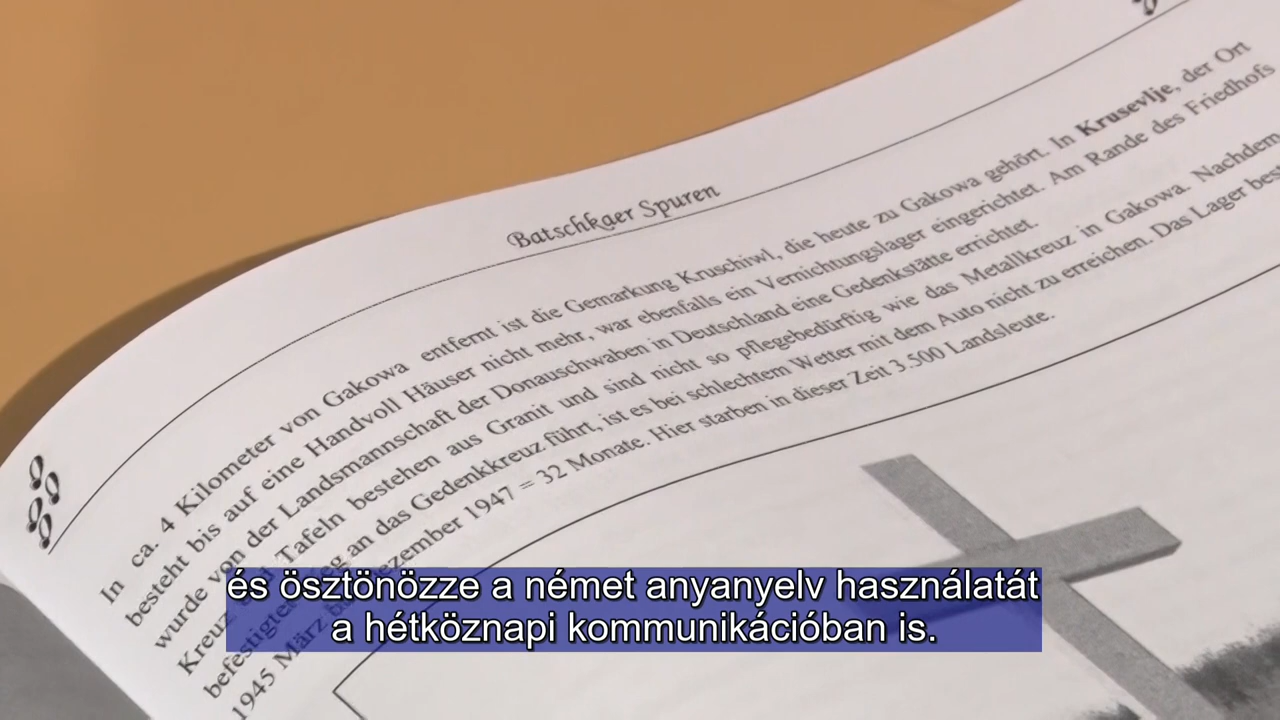 Batschkaer Spuren
In ca. 4 Kilometer von Gakowa entfernt ist die Gemarkung Kruschiwl, die heute zu Gakowa gehört. In Krusevlje, der Ort
besteht bis auf eine Handvoll Häuser nicht mehr, war ebenfalls ein Vernichtungslager eingerichtet. Am Rande des Friedhofs
wurde von der Landsmannschaft der Donauschwaben in Deutschland eine Gedenkstätte errichtet.
Kreuz und Tafeln bestehen aus Granit und sind nicht so pflegebedürftig wie das Metallkreuz in Gakowa. Nachdem
befestigter Weg an das Gedenkkreuz führt, ist es bei schlechtem Wetter mit dem Auto nicht zu erreichen. Das Lager
1945 März bis Dezember 1947 = 32 Monate. Hier starben in dieser Zeit 3.500 Landsleute.
és ösztönözze a német anyanyelv használatát
a hétköznapi kommunikációban is.